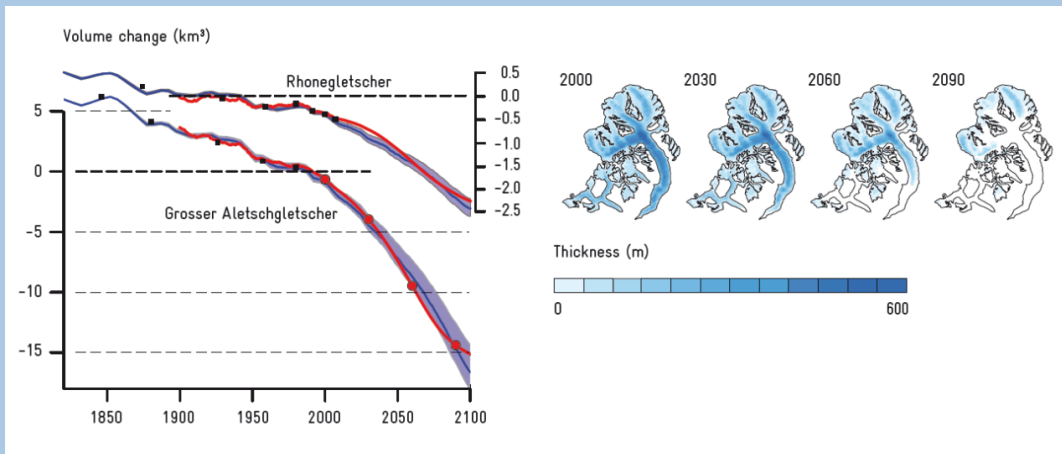 Volume change (km³)
Rhonegletscher
0.5
0.0
-0.5
-1.0
-1.5
-2.0
-2.5
5
0
-5
-10
-15
Grosser Aletschgletscher
1850 1900 1950 2000 2050 2100
2000 2030 2060 2090
Thickness (m)
0 600